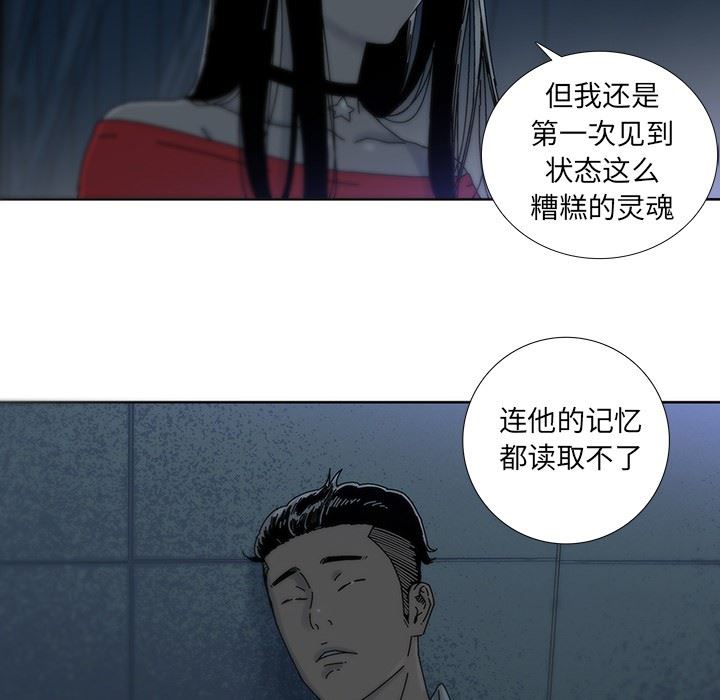 但我还是
第一次见到
状态这么
糟糕的灵魂
连他的记忆
都读取不了